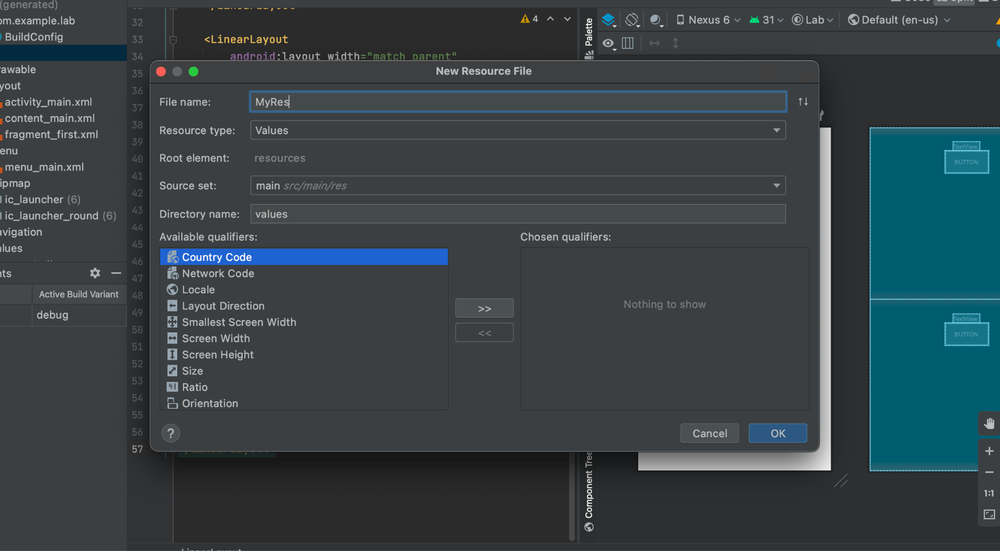 (generated)
om.example.lab
BuildConfig
awable
yout
activity_main.xml
content_main.xml
fragment_first.xml
enu
menu_main.xml
ipmap
ic_launcher (6)
ic_launcher_round (6)
avigation
lues
nts
Active Build Variant
debug
32
33 <LinearLayout
34 android:layout_width="match_parent"
35
36
37
38
39
40
41
42
43
44
45
46
47
48
49
50
51
52
53
54
55
56
57
4
New Resource File
File name: MyRes
Resource type: Values
Root element: resources
Source set: main src/main/res
Directory name: values
Available qualifiers:
Country Code
Network Code
Locale
Layout Direction
Smallest Screen Width
Screen Width
Screen Height
Size
Ratio
Orientation
>>
<<
Chosen qualifiers:
Nothing to show
?
Cancel
OK
Palette
Nexus 6
31
Lab
Default (en-us)
TextView
BUTTON
TextView
BUTTON
1:1
Component Tree
LinearLayout